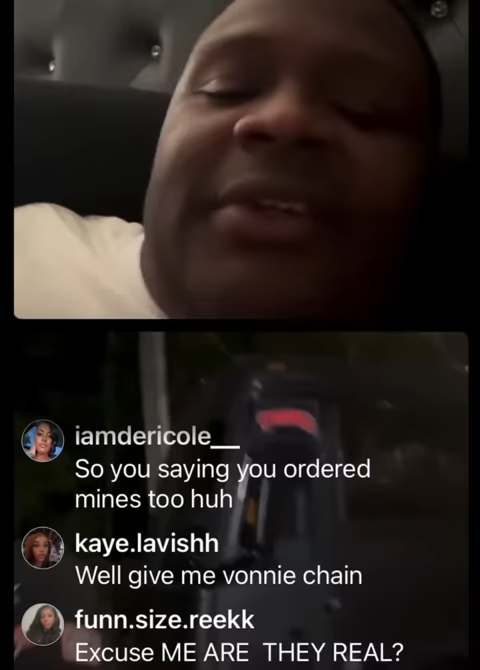 iamdericole__
So you saying you ordered
mines too huh
kaye.lavishh
Well give me vonnie chain
funn.size.reekk
Excuse ME ARE THEY REAL?